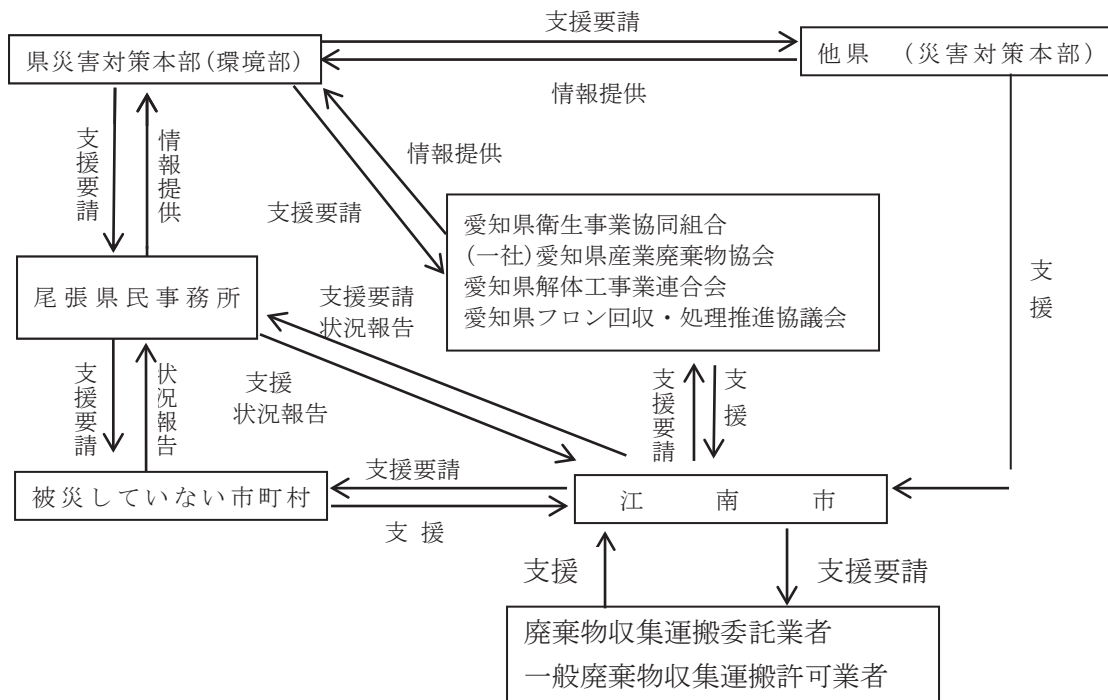 支援要請
県災害対策本部(環境部)
他県 (災害対策本部)
情報提供
支援要請
情報提供
情報提供
支援要請
愛知県衛生事業協同組合
(一社)愛知県産業廃棄物協会
愛知県解体工事業連合会
愛知県フロン回収・処理推進協議会
支援
尾張県民事務所
支援要請
状況報告
支援要請
状況報告
支援
状況報告
支援要請
支援
支援要請
被災していない市町村
江南市
支援
支援
支援要請
廃棄物収集運搬委託業者
一般廃棄物収集運搬許可業者